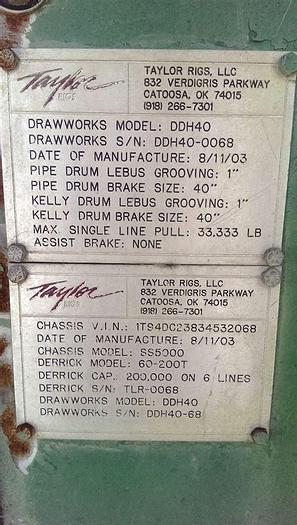 Taylor
RIGS
TAYLOR RIGS, LLC
832 VERDIGRIS PARKWAY
CATOOSA, OK 74015
(918) 266-7301
DRAWWORKS MODEL: DDH40
DRAWWORKS S/N: DDH40-0068
DATE OF MANUFACTURE: 8/11/03
PIPE DRUM LEBUS GROOVING: 1"
PIPE DRUM BRAKE SIZE: 40"
KELLY DRUM LEBUS GROOVING: 1"
KELLY DRUM BRAKE SIZE: 40"
MAX. SINGLE LINE PULL: 33,333 LB
ASSIST BRAKE: NONE
Taylor
RIGS
TAYLOR RIGS, LLC
832 VERDIGRIS PARKWAY
CATOOSA, OK 74015
(918) 266-7301
CHASSIS V.I.N.: 1T94DC23834532068
DATE OF MANUFACTURE: 8/11/03
CHASSIS MODEL: SS5000
DERRICK MODEL: 60-200T
DERRICK CAP.: 200,000 ON 6 LINES
DERRICK S/N: TLR-0068
DRAWWORKS MODEL: DDH40
DRAWWORKS S/N: DDH40-68